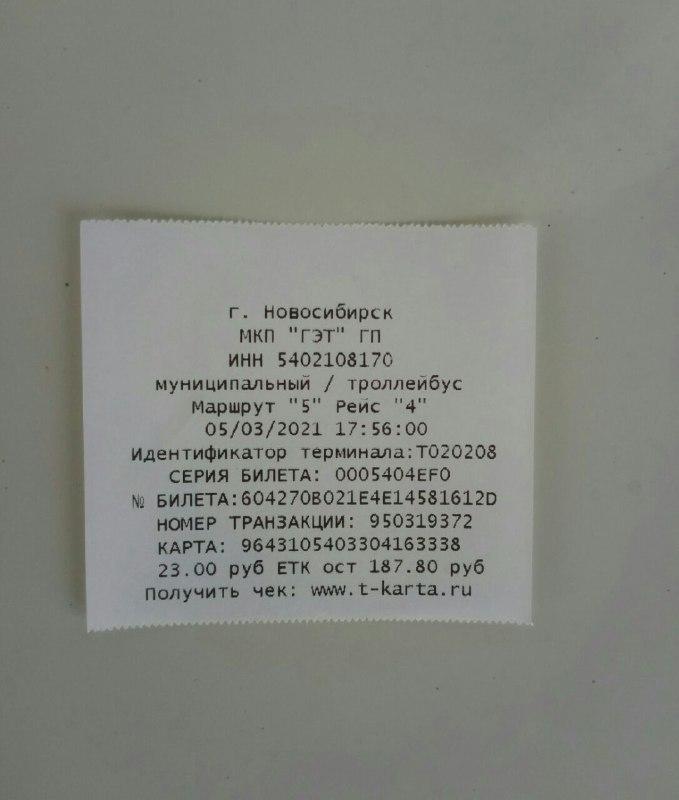 г. Новосибирск
МКП "ГЭТ" ГП
ИНН 5402108170
муниципальный / троллейбус
Маршрут "5" Рейс "4"
05/03/2021 17:56:00
Идентификатор терминала:Т020208
СЕРИЯ БИЛЕТА: 0005404EF0
№ БИЛЕТА:604270B021E4E14581612D
НОМЕР ТРАНЗАКЦИИ: 950319372
КАРТА: 9643105403304163338
23.00 руб ЕТК ост 187.80 руб
Получить чек: www.t-karta.ru